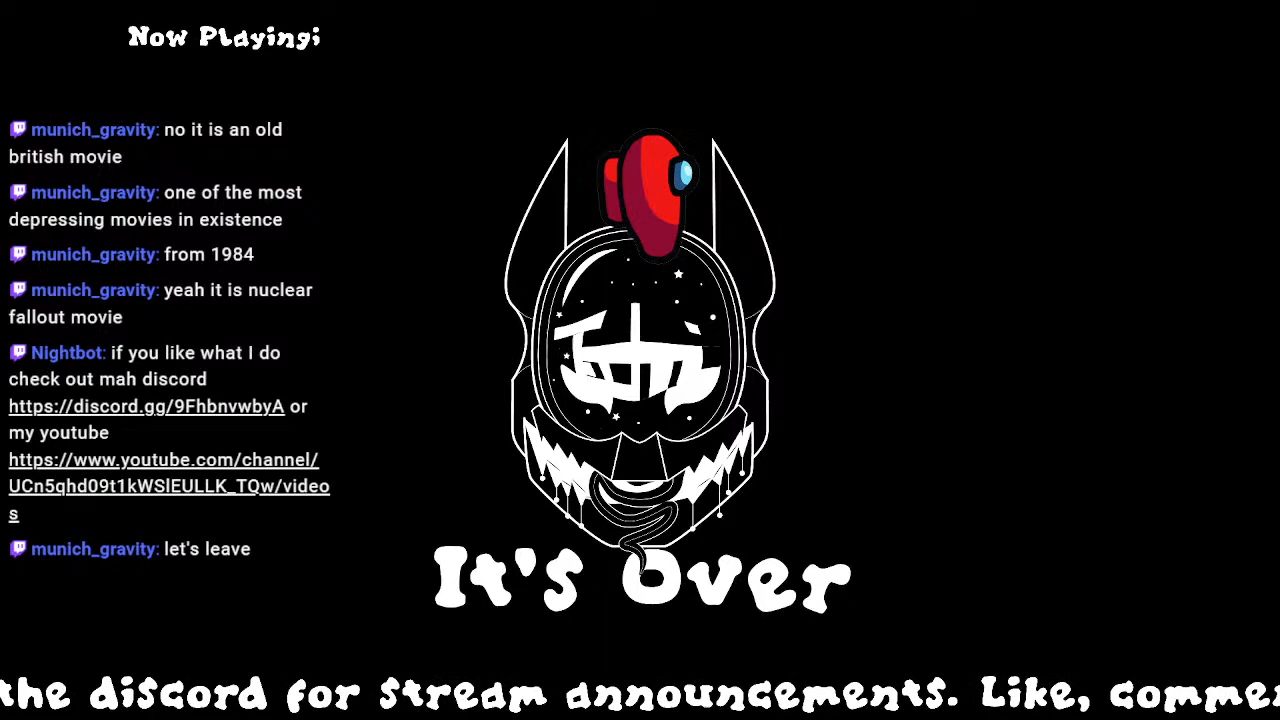 Now Playing:
munich_gravity: no it is an old
british movie
munich_gravity: one of the most
depressing movies in existence
munich_gravity: from 1984
munich_gravity: yeah it is nuclear
fallout movie
Nightbot: if you like what I do
check out mah discord
https://discord.gg/9FhbnvwbyA or
my youtube
https://www.youtube.com/channel/
UCn5qhd09t1kWSlEULLK_TQw/video
s
munich_gravity: let's leave
It's Over
the discord for stream announcements. Like, comme